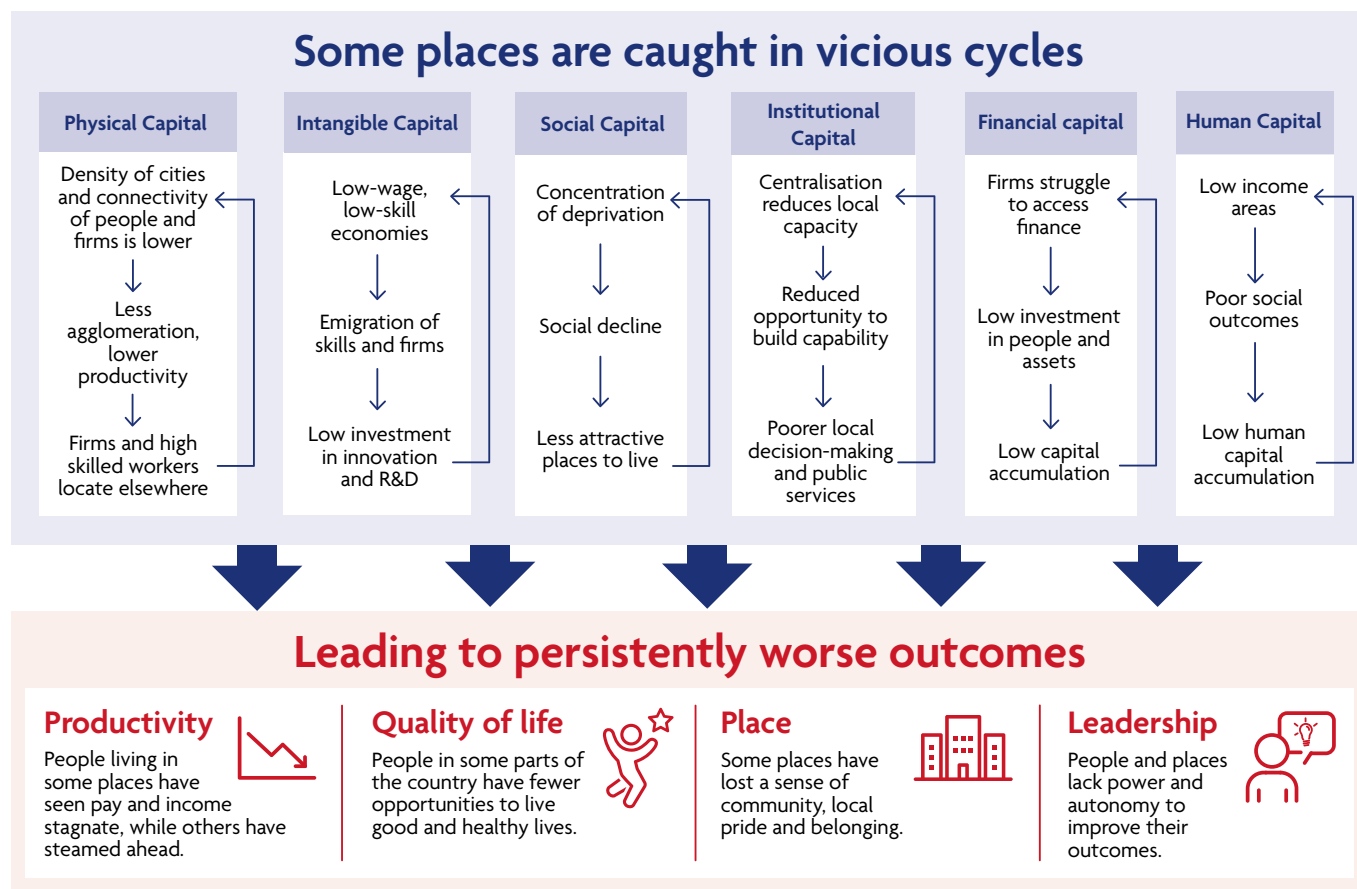 Some places are caught in vicious cycles
Physical Capital
Density of cities
and connectivity
of people and
firms is lower
Less
agglomeration,
lower
productivity
Firms and high
skilled workers
locate elsewhere
Intangible Capital
Low-wage,
low-skill
economies
Emigration of
skills and firms
Low investment
in innovation
and R&D
Social Capital
Concentration
of deprivation
Social decline
Less attractive
places to live
Institutional
Capital
Centralisation
reduces local
capacity
Reduced
opportunity to
build capability
Poorer local
decision-making
and public
services
Financial capital
Firms struggle
to access
finance
Low investment
in people and
assets
Low capital
accumulation
Human Capital
Low income
areas
Poor social
outcomes
Low human
capital
accumulation
Leading to persistently worse outcomes
Productivity
People living in
some places have
seen pay and income
stagnate, while others have
steamed ahead.
Quality of life
People in some parts of
the country have fewer
opportunities to live
good and healthy lives.
Place
Some places have
lost a sense of
community, local
pride and belonging.
Leadership
People and places
lack power and
autonomy to
improve their
outcomes.